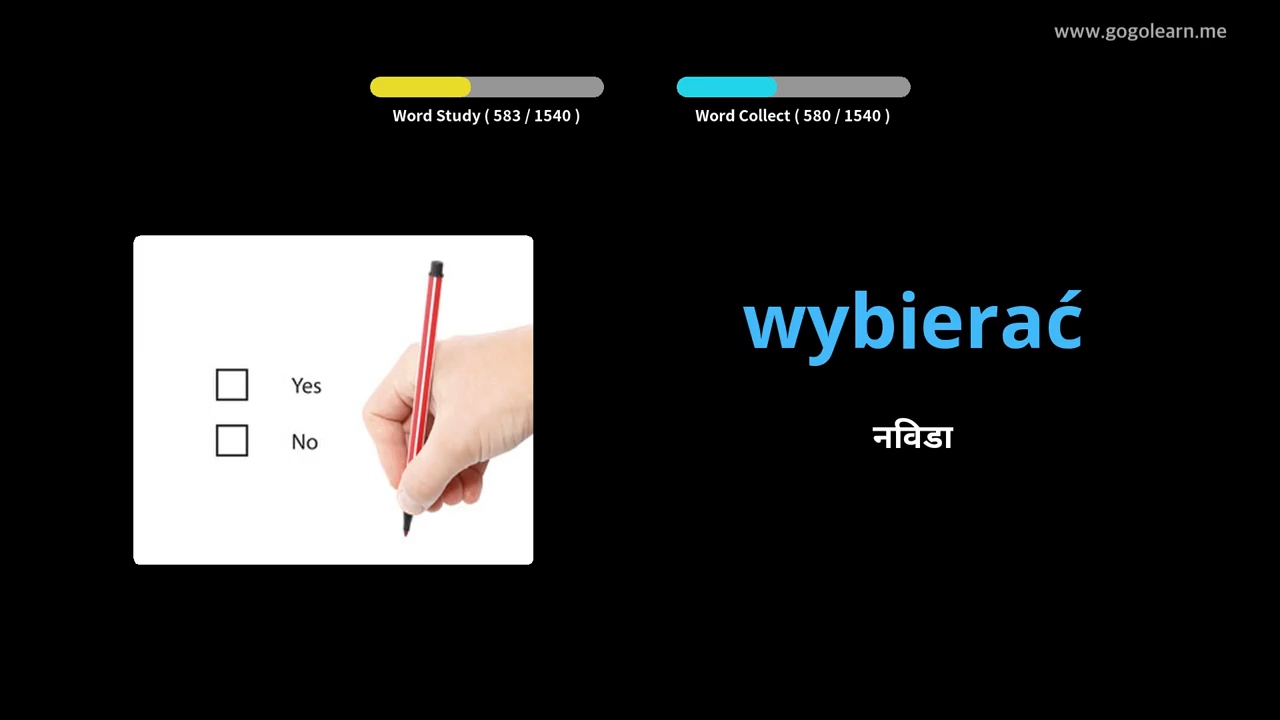 www.gogolearn.me
Word Study ( 583 / 1540 )
Word Collect ( 580 / 1540 )
Yes
No
wybierać
नविडा